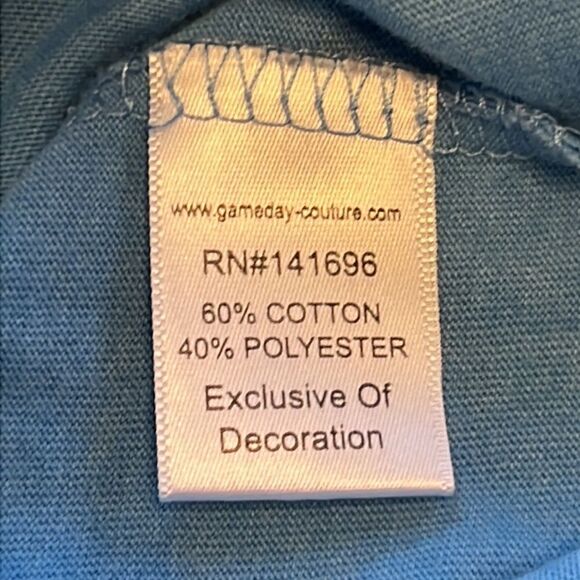 www.gameday-couture.com
RN#141696
60% COTTON
40% POLYESTER
Exclusive Of
Decoration